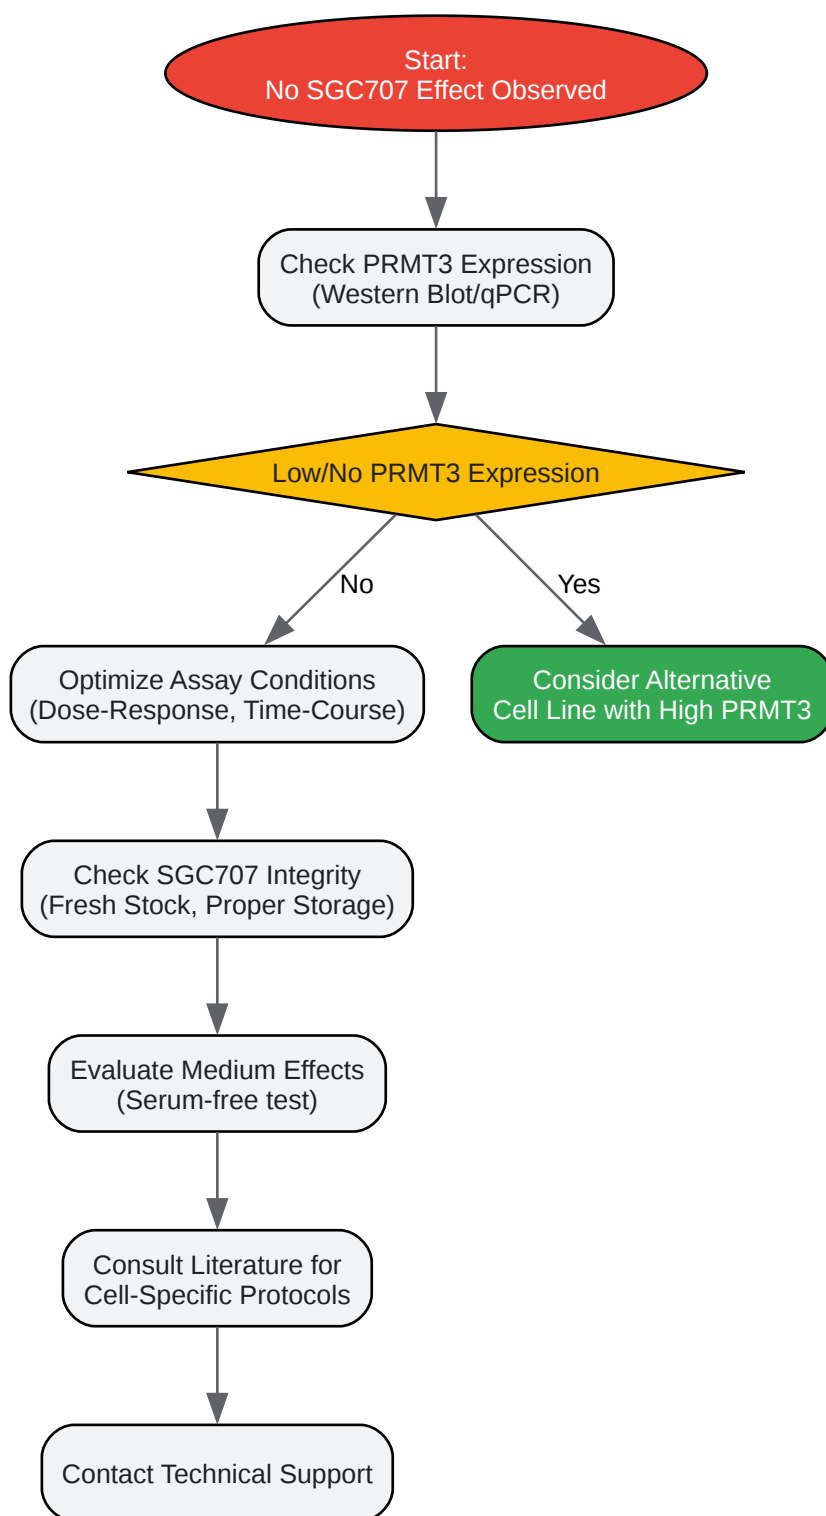 Start:
No SGC707 Effect Observed
Check PRMT3 Expression
(Western Blot/qPCR)
Low/No PRMT3 Expression
No
Yes
Optimize Assay Conditions
(Dose-Response, Time-Course)
Consider Alternative
Cell Line with High PRMT3
Check SGC707 Integrity
(Fresh Stock, Proper Storage)
Evaluate Medium Effects
(Serum-free test)
Consult Literature for
Cell-Specific Protocols
Contact Technical Support